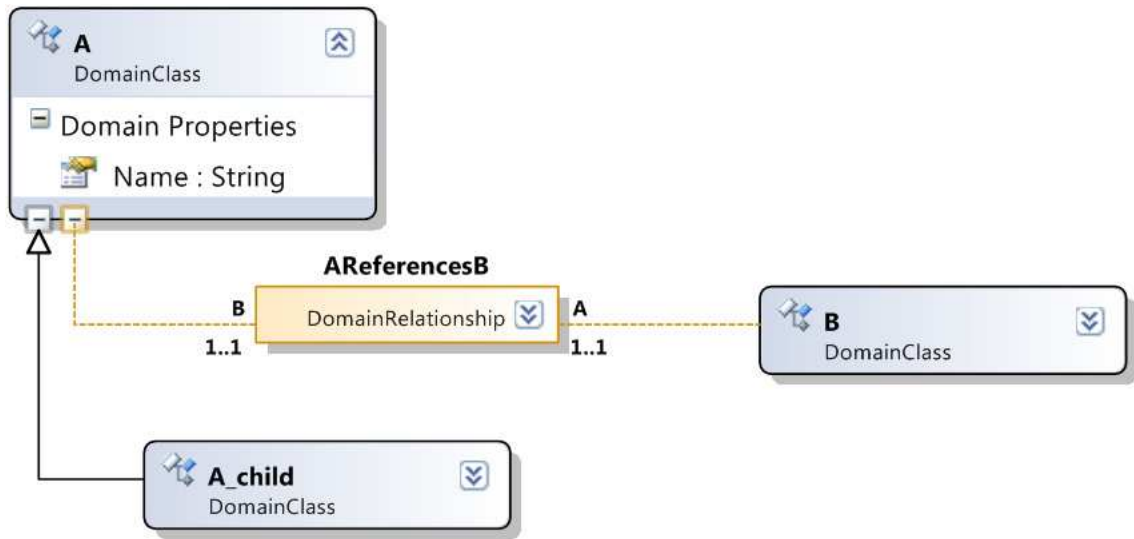 A
DomainClass
Domain Properties
Name : String
AReferencesB
B
DomainRelationship
A
1..1
1..1
B
DomainClass
A_child
DomainClass